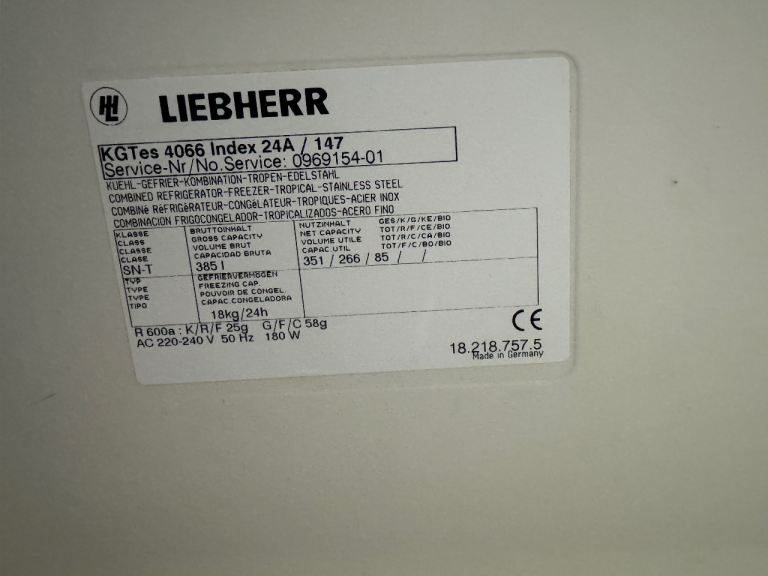 LIEBHERR
KGTes 4066 Index 24A / 147
Service-Nr/No.Service: 0969154-01
KUEHL-GEFRIER-KOMBINATION-TROPEN-EDELSTAHL
COMBINED REFRIGERATOR-FREEZER-TROPICAL-STAINLESS STEEL
COMBINé RéFRIGéRATEUR-CONGéLATEUR-TROPIQUES-ACIER INOX
COMBINACION FRIGOCONGELADOR-TROPICALIZADOS-ACERO FINO
KLASSE BRUTTOINHALT NUTZINHALT GES/K/G/KE/BIO
CLASS GROSS CAPACITY NET CAPACITY TOT/R/F/CE/BIO
CLASSE VOLUME BRUT VOLUME UTILE TOT/R/C/CA/BIO
CLASE CAPACIDAD BRUTA CAPAC.UTIL TOT/F/C/BO/BIO
SN-T 385 l 351 / 266 / 85 / /
TYP GEFRIERVERMOGEN
TYPE FREEZING CAP.
TYPE POUVOIR DE CONGEL.
TIPO CAPAC.CONGELADORA
18kg/24h
R 600a : K/R/F 25g G/F/C 58g
AC 220-240 V 50 Hz 180 W
CE
18.218.757.5
Made in Germany